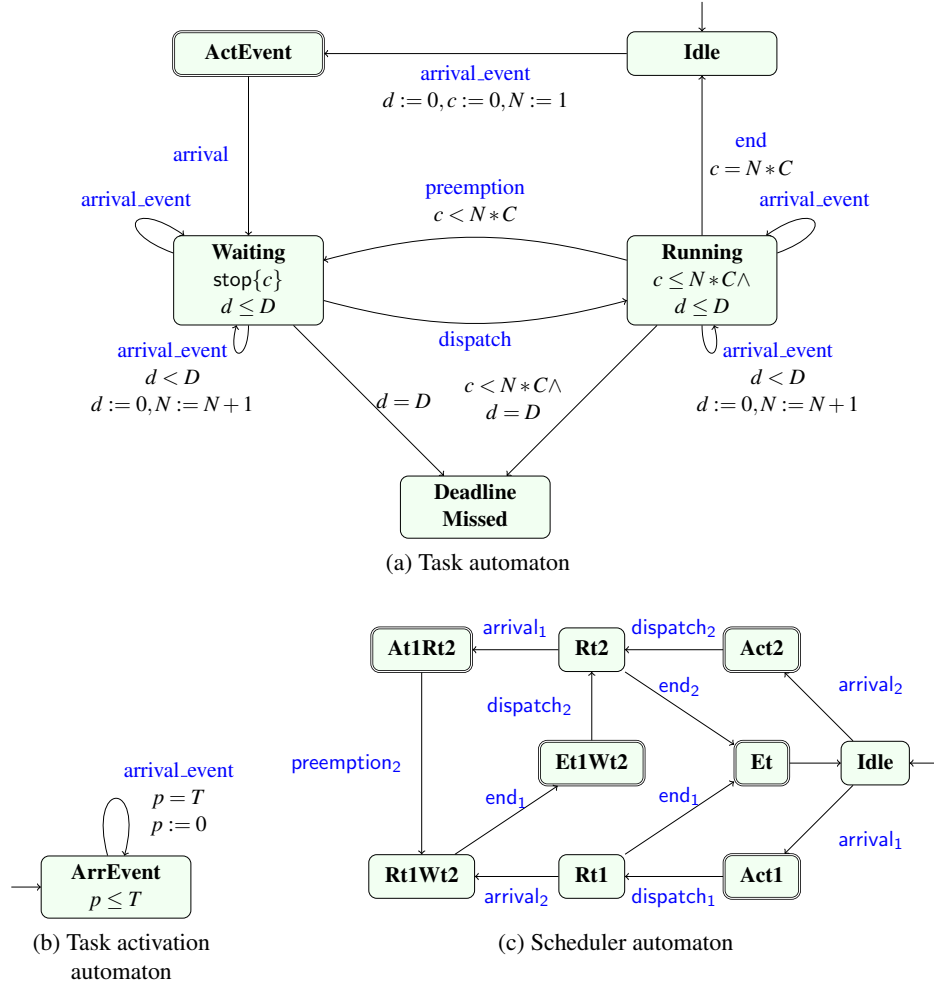 ActEvent
Idle
arrival_event
d := 0, c := 0, N := 1
arrival
end
c = N ∗ C
arrival_event
preemption
c < N ∗ C
arrival_event
Waiting
stop{c}
d ≤ D
Running
c ≤ N ∗ C∧
d ≤ D
dispatch
arrival_event
d < D
d := 0, N := N + 1
d = D
c < N ∗ C∧
d = D
arrival_event
d < D
d := 0, N := N + 1
Deadline
Missed
(a) Task automaton
arrival_event
p = T
p := 0
ArrEvent
p ≤ T
(b) Task activation
automaton
At1Rt2
arrival₁
Rt2
dispatch₂
Act2
end₂
arrival₂
dispatch₂
preemption₂
Et1Wt2
Et
Idle
end₁
end₁
arrival₁
Rt1Wt2
arrival₂
Rt1
dispatch₁
Act1
(c) Scheduler automaton